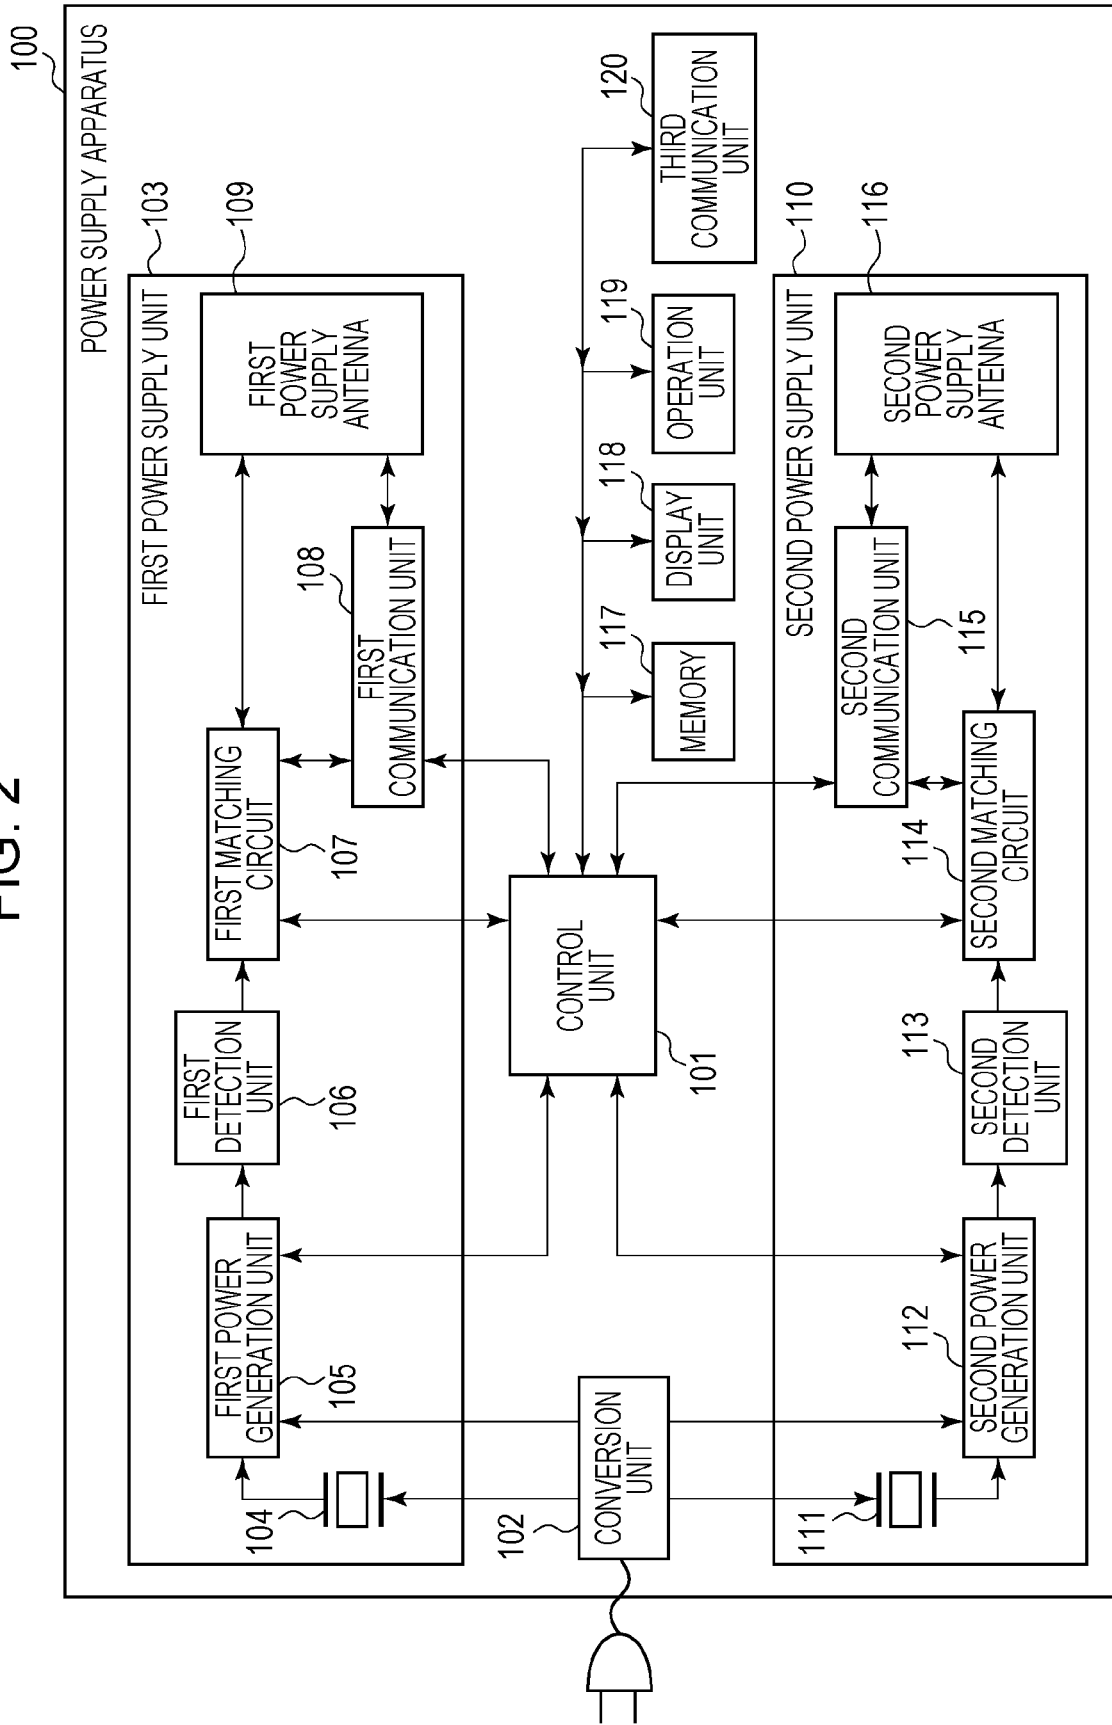 FIG. 2
100
POWER SUPPLY APPARATUS
103
FIRST POWER SUPPLY UNIT
104
FIRST POWER
GENERATION UNIT
105
FIRST
DETECTION
UNIT
106
FIRST MATCHING
CIRCUIT
107
108
FIRST
COMMUNICATION UNIT
109
FIRST
POWER
SUPPLY
ANTENNA
102
CONVERSION
UNIT
CONTROL
UNIT
101
117
MEMORY
118
DISPLAY
UNIT
119
OPERATION
UNIT
120
THIRD
COMMUNICATION
UNIT
110
SECOND POWER SUPPLY UNIT
111
112
SECOND POWER
GENERATION UNIT
113
SECOND
DETECTION
UNIT
114
SECOND MATCHING
CIRCUIT
SECOND
COMMUNICATION UNIT
115
116
SECOND
POWER
SUPPLY
ANTENNA